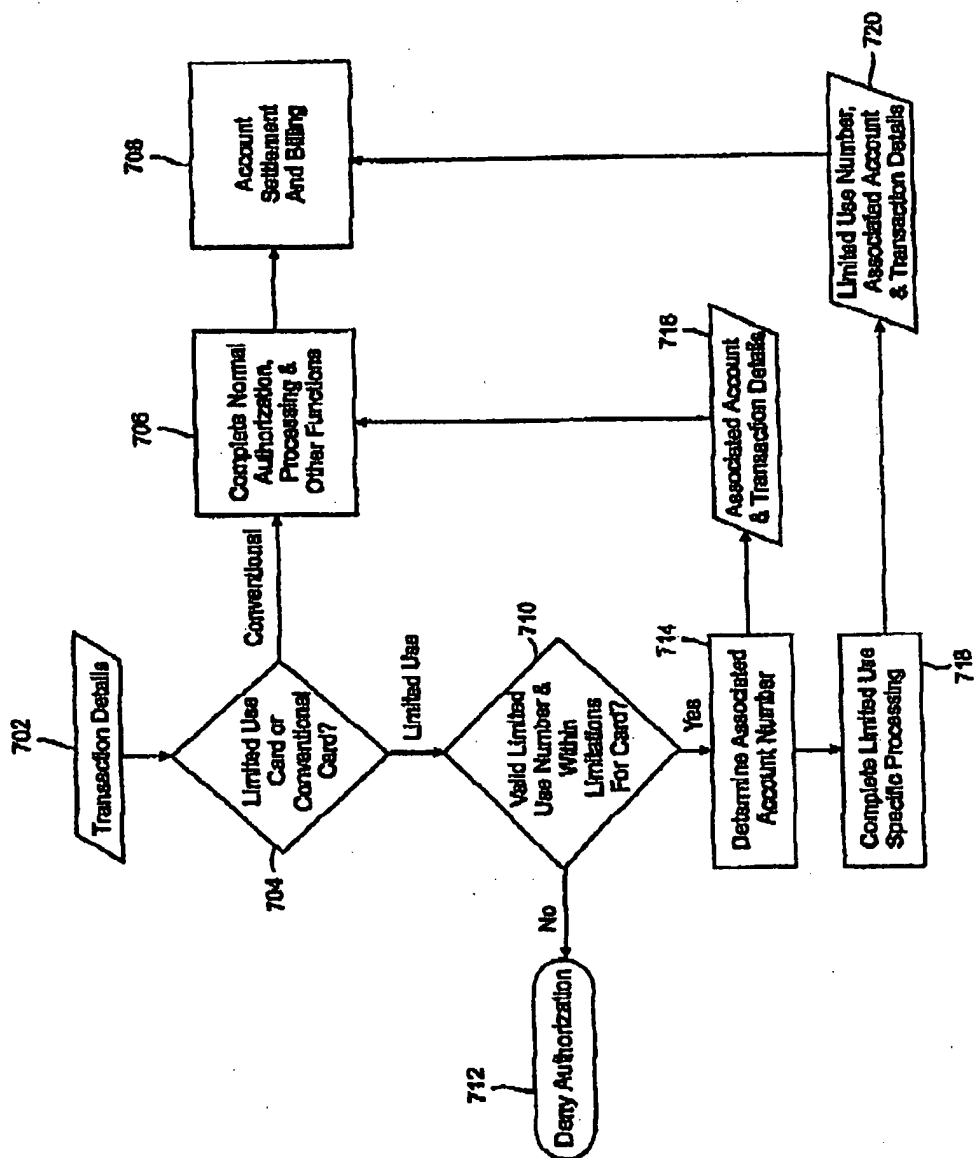 702
Transaction Details
704
Limited Use
Card or
Conventional
Card?
Conventional
706
Complete Normal
Authorization,
Processing &
Other Functions
708
Account
Settlement
And Billing
Limited Use
710
Valid Limited
Use Number &
Within
Limitations
For Card?
No
712
Deny Authorization
Yes
714
Determine Associated
Account Number
716
Associated Account
& Transaction Details
718
Complete Limited Use
Specific Processing
720
Limited Use Number,
Associated Account
& Transaction Details